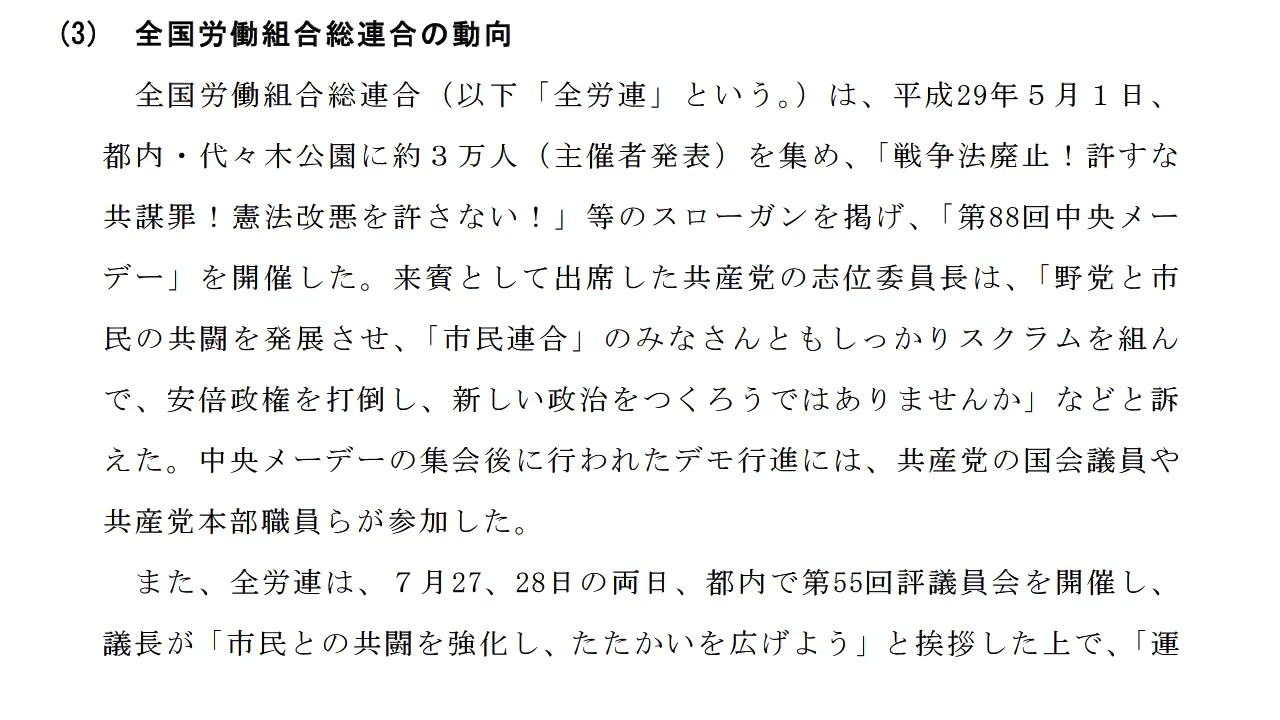 (3)　全国労働組合総連合の動向
　全国労働組合総連合（以下「全労連」という。）は、平成29年５月１日、
都内・代々木公園に約３万人（主催者発表）を集め、「戦争法廃止！許すな
共謀罪！憲法改悪を許さない！」等のスローガンを掲げ、「第88回中央メー
デー」を開催した。来賓として出席した共産党の志位委員長は、「野党と市
民の共闘を発展させ、「市民連合」のみなさんともしっかりスクラムを組ん
で、安倍政権を打倒し、新しい政治をつくろうではありませんか」などと訴
えた。中央メーデーの集会後に行われたデモ行進には、共産党の国会議員や
共産党本部職員らが参加した。
　また、全労連は、７月27、28日の両日、都内で第55回評議員会を開催し、
議長が「市民との共闘を強化し、たたかいを広げよう」と挨拶した上で、「運